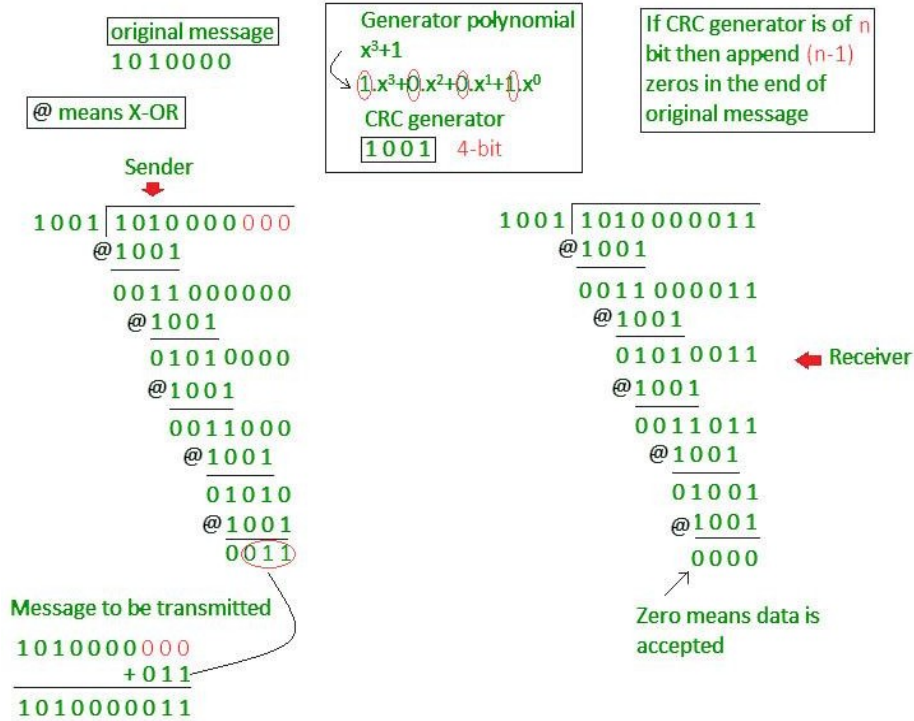 original message
1010000
@ means X-OR
Generator polynomial
x³+1
1.x³+0.x²+0.x¹+1.x⁰
CRC generator
1001 4-bit
If CRC generator is of n
bit then append (n-1)
zeros in the end of
original message
Sender
1001 1010000000
@1001
0011000000
@1001
01010000
@1001
0011000
@1001
01010
@1001
0011
Message to be transmitted
1010000000
+011
1010000011
1001 1010000011
@1001
0011000011
@1001
01010011
@1001
0011011
@1001
01001
@1001
0000
Receiver
Zero means data is
accepted